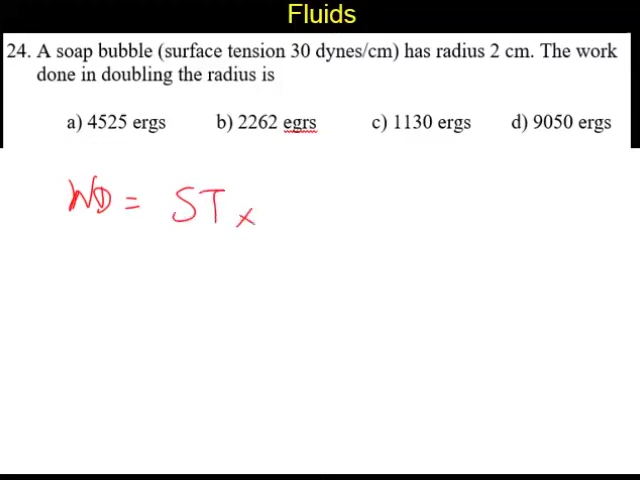 Fluids
24. A soap bubble (surface tension 30 dynes/cm) has radius 2 cm. The work
done in doubling the radius is
a) 4525 ergs b) 2262 egrs c) 1130 ergs d) 9050 ergs
WD = ST x